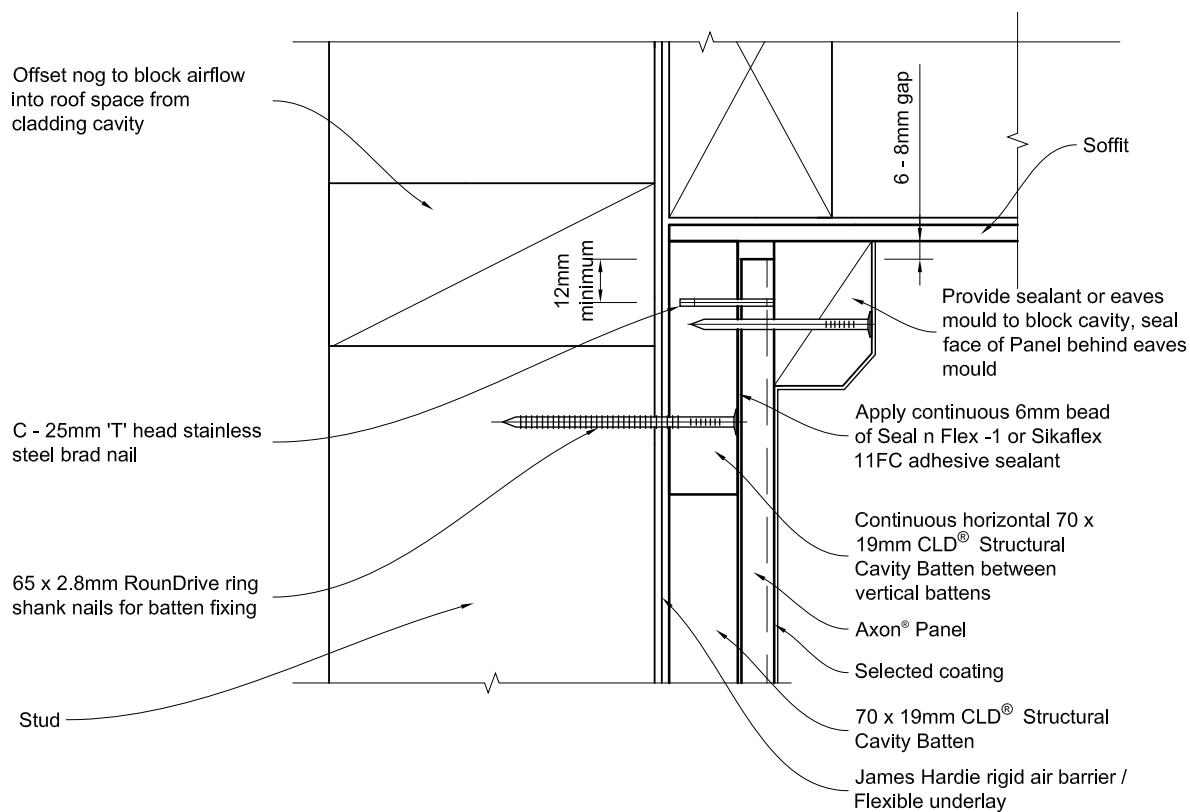 Offset nog to block airflow
into roof space from
cladding cavity
6 - 8mm gap
Soffit
12mm
minimum
Provide sealant or eaves
mould to block cavity, seal
face of Panel behind eaves
mould
C - 25mm 'T' head stainless
steel brad nail
Apply continuous 6mm bead
of Seal n Flex -1 or Sikaflex
11FC adhesive sealant
Continuous horizontal 70 x
19mm CLD® Structural
Cavity Batten between
vertical battens
65 x 2.8mm RounDrive ring
shank nails for batten fixing
Axon® Panel
Selected coating
Stud
70 x 19mm CLD® Structural
Cavity Batten
James Hardie rigid air barrier /
Flexible underlay